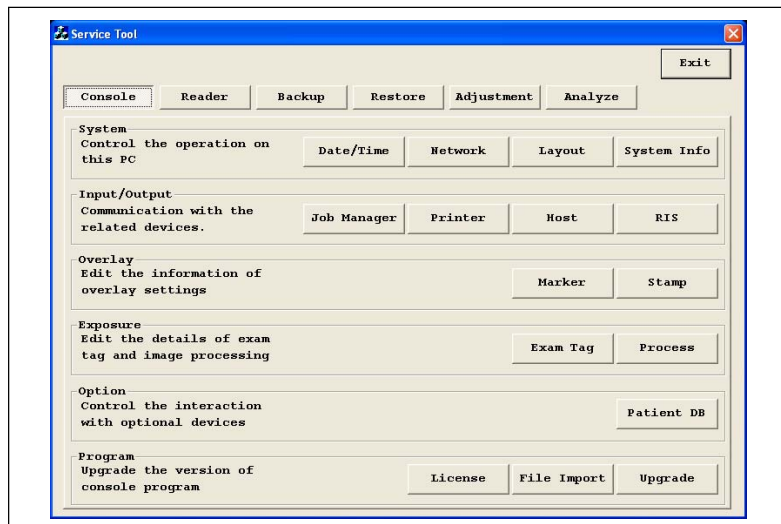 Service Tool
Exit
Console Reader Backup Restore Adjustment Analyze
System
Control the operation on
this PC
Date/Time Network Layout System Info
Input/Output
Communication with the
related devices.
Job Manager Printer Host RIS
Overlay
Edit the information of
overlay settings
Marker Stamp
Exposure
Edit the details of exam
tag and image processing
Exam Tag Process
Option
Control the interaction
with optional devices
Patient DB
Program
Upgrade the version of
console program
License File Import Upgrade